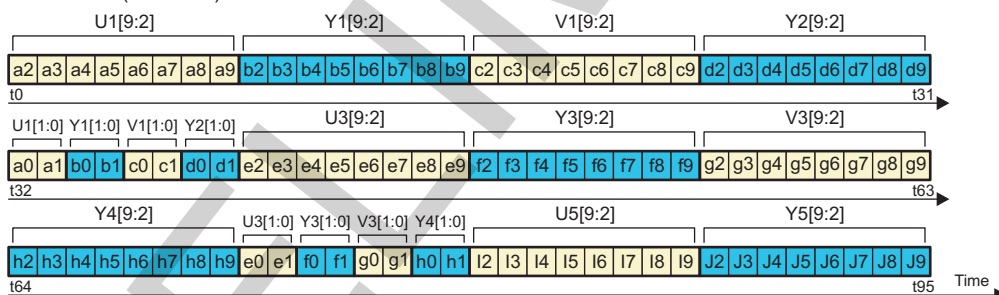 U1[9:2] Y1[9:2] V1[9:2] Y2[9:2]
a2 a3 a4 a5 a6 a7 a8 a9 b2 b3 b4 b5 b6 b7 b8 b9 c2 c3 c4 c5 c6 c7 c8 c9 d2 d3 d4 d5 d6 d7 d8 d9
t0 t31
U1[1:0] Y1[1:0] V1[1:0] Y2[1:0] U3[9:2] Y3[9:2] V3[9:2]
a0 a1 b0 b1 c0 c1 d0 d1 e2 e3 e4 e5 e6 e7 e8 e9 f2 f3 f4 f5 f6 f7 f8 f9 g2 g3 g4 g5 g6 g7 g8 g9
t32 t63
Y4[9:2] U3[1:0] Y3[1:0] V3[1:0] Y4[1:0] U5[9:2] Y5[9:2]
h2 h3 h4 h5 h6 h7 h8 h9 e0 e1 f0 f1 g0 g1 h0 h1 I2 I3 I4 I5 I6 I7 I8 I9 J2 J3 J4 J5 J6 J7 J8 J9
t64 t95 Time